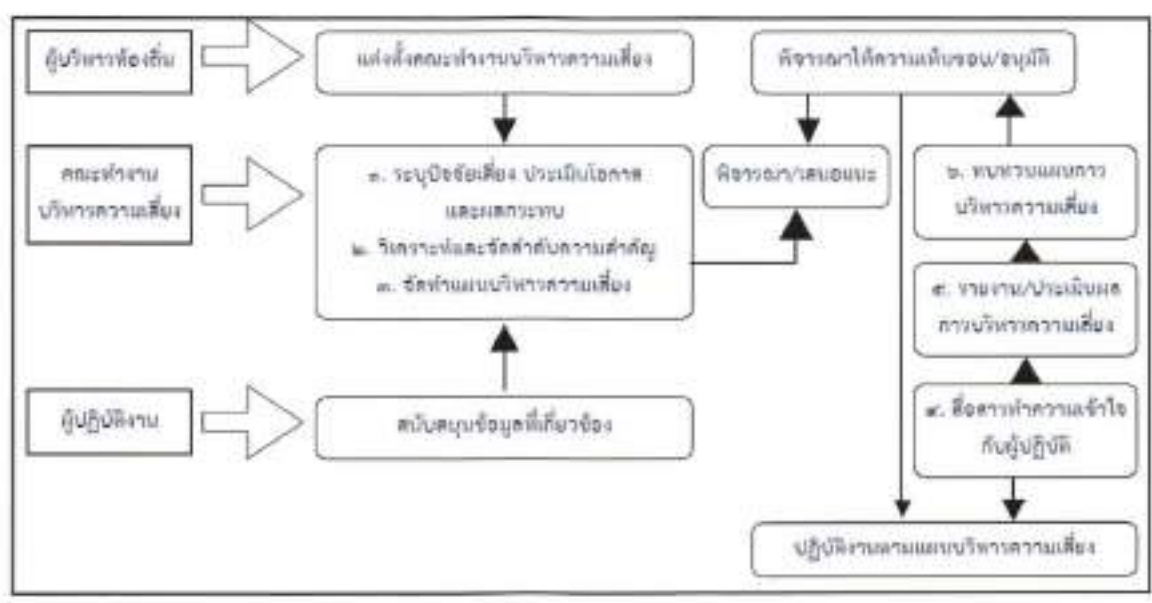 ผู้บริหารท้องถิ่น
แต่งตั้งคณะทำงานบริหารความเสี่ยง
พิจารณาให้ความเห็นชอบ/อนุมัติ
คณะทำงาน
บริหารความเสี่ยง
๑. ระบุปัจจัยเสี่ยง ประเมินโอกาส
และผลกระทบ
๒. วิเคราะห์และจัดลำดับความสำคัญ
๓. จัดทำแผนบริหารความเสี่ยง
พิจารณา/เสนอแนะ
๖. ทบทวนแผนการ
บริหารความเสี่ยง
๕. รายงาน/ประเมินผล
การบริหารความเสี่ยง
๔. สื่อสารทำความเข้าใจ
กับผู้ปฏิบัติ
ผู้ปฏิบัติงาน
สนับสนุนข้อมูลที่เกี่ยวข้อง
ปฏิบัติงานตามแผนบริหารความเสี่ยง